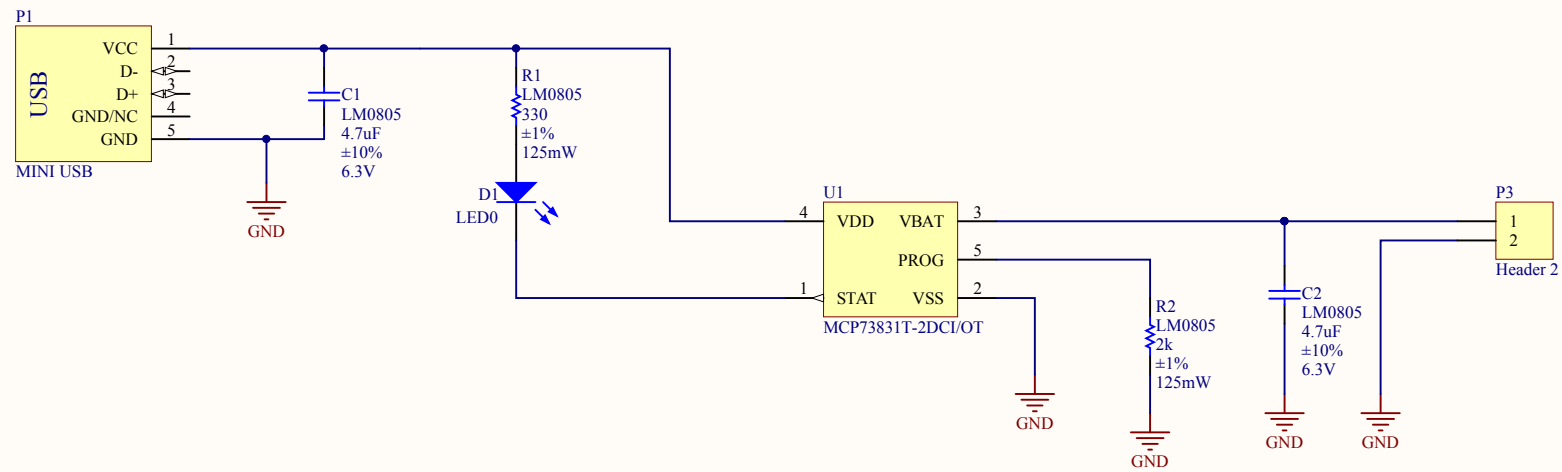 P1
USB
VCC 1
D- 2
D+ 3
GND/NC 4
GND 5
MINI USB
GND
C1
LM0805
4.7uF
±10%
6.3V
R1
LM0805
330
±1%
125mW
D1
LED0
U1
4 VDD VBAT 3
PROG 5
1 STAT VSS 2
MCP73831T-2DCI/OT
GND
R2
LM0805
2k
±1%
125mW
GND
C2
LM0805
4.7uF
±10%
6.3V
GND
GND
P3
1
2
Header 2